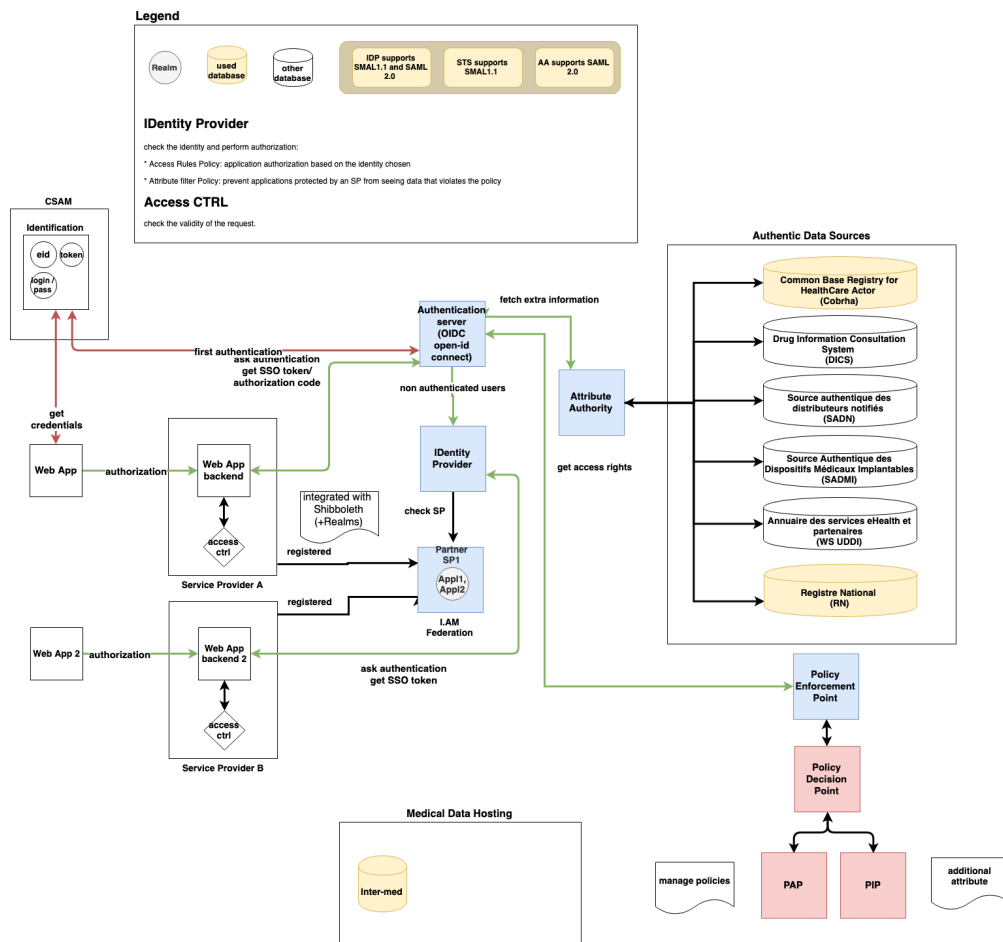 Legend
Realm
used
database
other
database
IDP supports
SMAL1.1 and SAML
2.0
STS supports
SMAL1.1
AA supports SAML
2.0
IDentity Provider
check the identity and perform authorization:
* Access Rules Policy: application authorization based on the identity chosen
* Attribute filter Policy: prevent applications protected by an SP from seeing data that violates the policy
Access CTRL
check the validity of the request.
CSAM
Identification
eid
token
login /
pass
Authentic Data Sources
Common Base Registry for
HealthCare Actor
(Cobrha)
Drug Information Consultation
System
(DICS)
Source authentique des
distributeurs notifiés
(SADN)
Source Authentique des
Dispositifs Médicaux Implantables
(SADMI)
Annuaire des services eHealth et
partenaires
(WS UDDI)
Registre National
(RN)
fetch extra information
Authentication
server
(OIDC
open-id
connect)
first authentication
ask authentication
get SSO token/
authorization code
non authenticated users
Attribute
Authority
get
credentials
Web App
authorization
Web App
backend
access
ctrl
Service Provider A
integrated with
Shibboleth
(+Realms)
IDentity
Provider
get access rights
check SP
registered
Partner
SP1
Appl1,
Appl2
I.AM
Federation
registered
Web App 2
authorization
Web App
backend 2
access
ctrl
Service Provider B
ask authentication
get SSO token
Policy
Enforcement
Point
Policy
Decision
Point
Medical Data Hosting
Inter-med
manage policies
PAP
PIP
additional
attribute